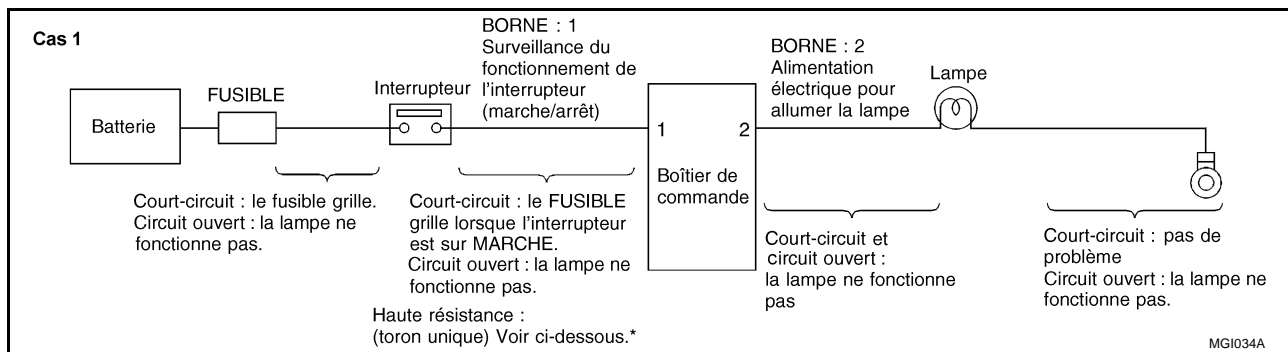 Cas 1
BORNE : 1
Surveillance du
fonctionnement de
l'interrupteur
(marche/arrêt)
BORNE : 2
Alimentation
électrique pour
allumer la lampe
Lampe
FUSIBLE
Interrupteur
Batterie
1
2
Boîtier de
commande
Court-circuit : le fusible grille.
Circuit ouvert : la lampe ne
fonctionne pas.
Court-circuit : le FUSIBLE
grille lorsque l'interrupteur
est sur MARCHE.
Circuit ouvert : la lampe ne
fonctionne pas.
Haute résistance :
(toron unique) Voir ci-dessous.*
Court-circuit et
circuit ouvert :
la lampe ne fonctionne
pas
Court-circuit : pas de
problème
Circuit ouvert : la lampe ne
fonctionne pas.
MGI034A